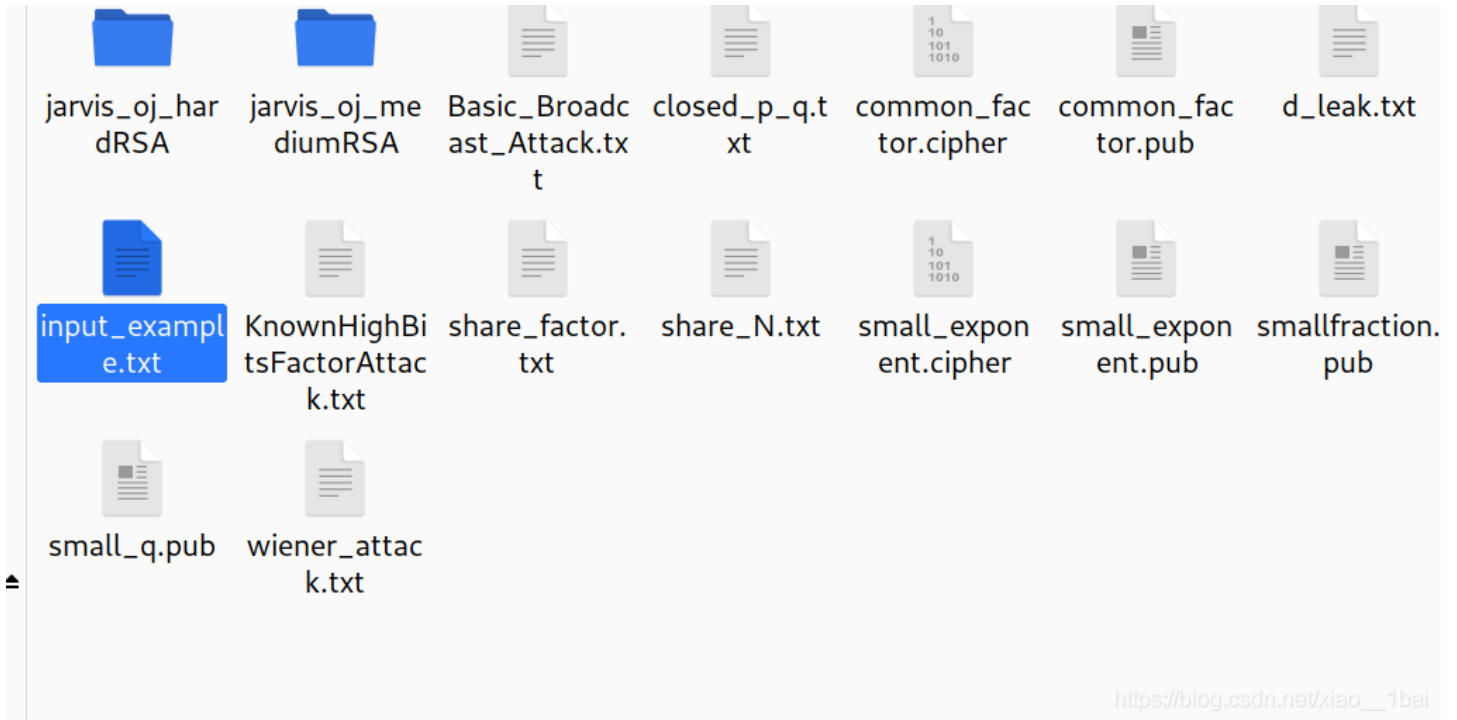 1
10
101
1010
jarvis_oj_har
dRSA
jarvis_oj_me
diumRSA
Basic_Broadc
ast_Attack.tx
t
closed_p_q.t
xt
common_fac
tor.cipher
common_fac
tor.pub
d_leak.txt
1
10
101
1010
input_exampl
e.txt
KnownHighBi
tsFactorAttac
k.txt
share_factor.
txt
share_N.txt
small_expon
ent.cipher
small_expon
ent.pub
smallfraction.
pub
small_q.pub
wiener_attac
k.txt
https://blog.csdn.net/xiao__1bai